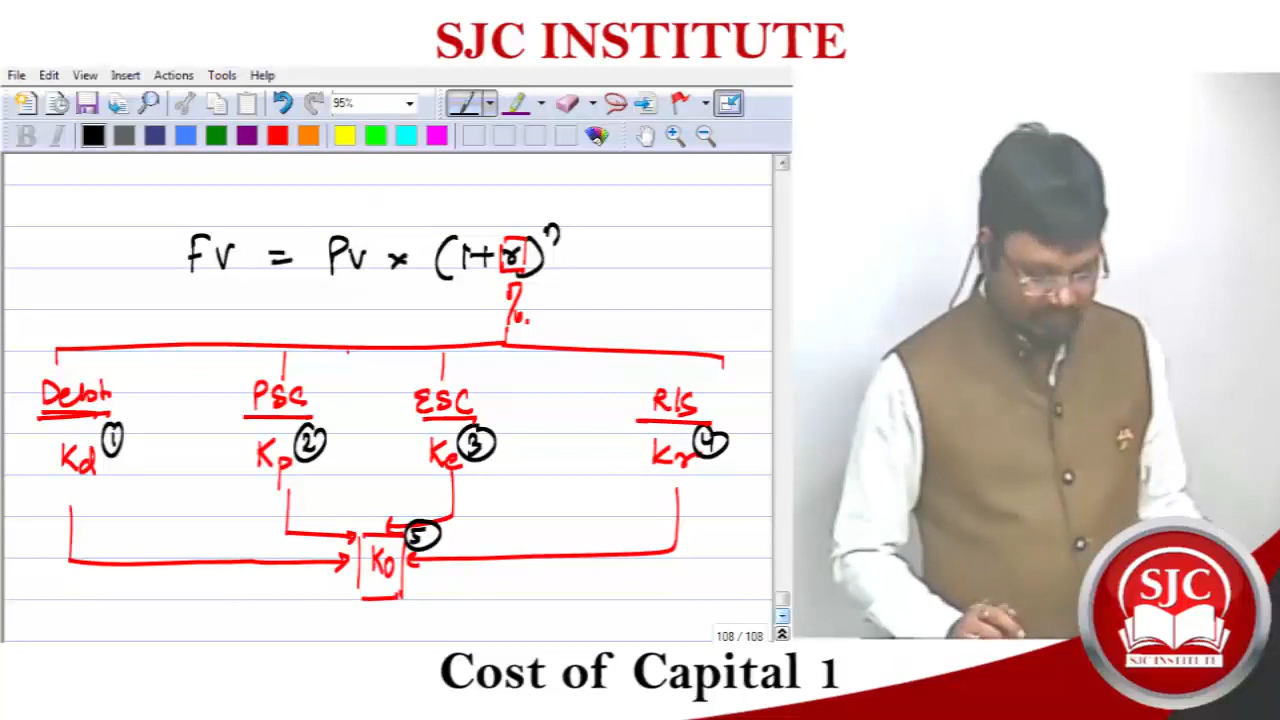 SJC INSTITUTE
File Edit View Insert Actions Tools Help
95%
B I
FV = PV × (1+r)^n
%.
Debt PSC ESC R/S
Kd ① Kp ② Ke ③ Kr ④
K0 ⑤
108 / 108
SJC
SJC INSTITUTE
Cost of Capital 1